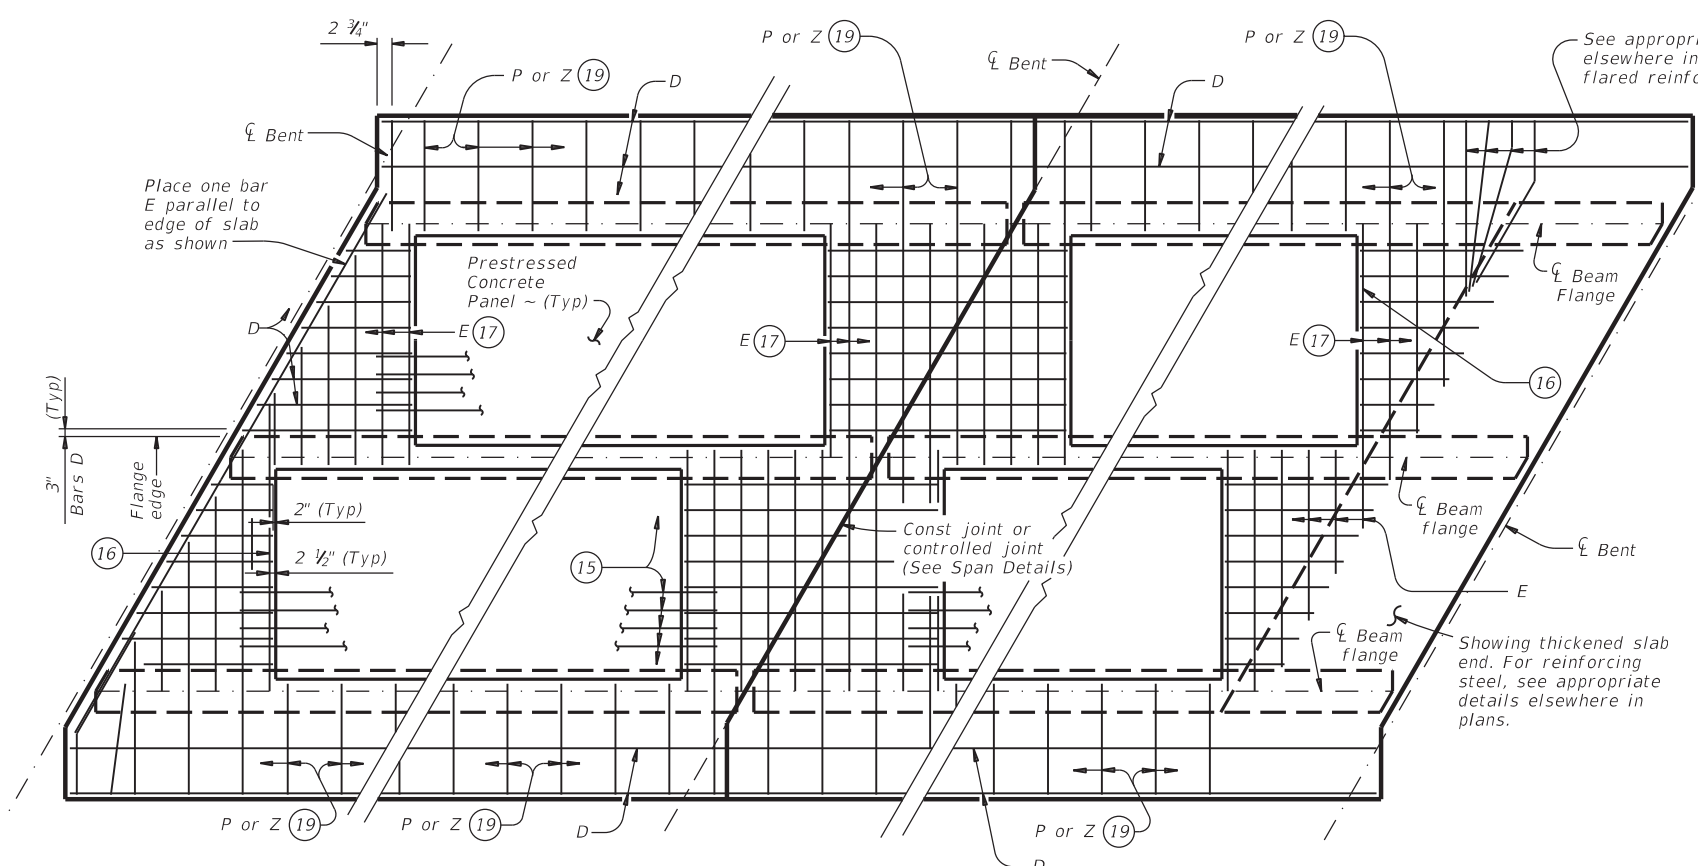 2 3/4"
P or Z 19
P or Z 19
D
℄ Bent
P or Z 19
D
See
elsewhere in
flared
℄ Bent
Place one bar
E parallel to
edge of slab
as shown
Prestressed
Concrete
Panel ~ (Typ)
℄ Beam
Flange
D
E 17
E 17
E 17
16
(Typ)
3"
Bars D
Flange
edge
2" (Typ)
16
2 1/2" (Typ)
15
Const joint or
controlled joint
(See Span Details)
℄ Beam
flange
℄ Bent
E
℄ Beam
flange
Showing thickened slab
end. For reinforcing
steel, see appropriate
details elsewhere in
plans.
P or Z 19
P or Z 19
D
P or Z 19